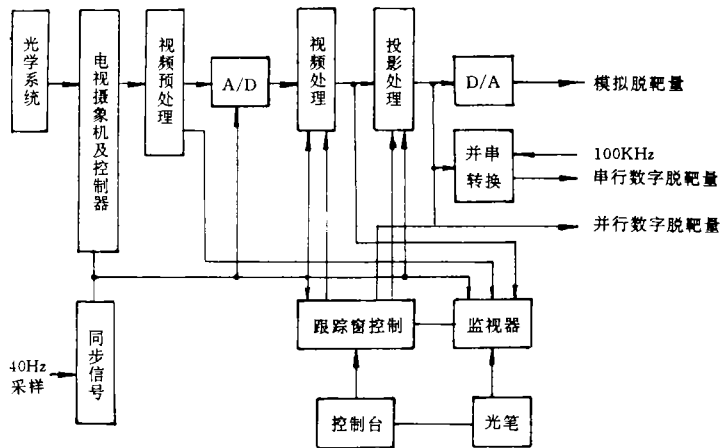 光学系统
电视摄象机及控制器
视频预处理
A/D
视频处理
投影处理
D/A
模拟脱靶量
并串
转换
100KHz
串行数字脱靶量
并行数字脱靶量
同步信号
40Hz
采样
跟踪窗控制
监视器
控制台
光笔